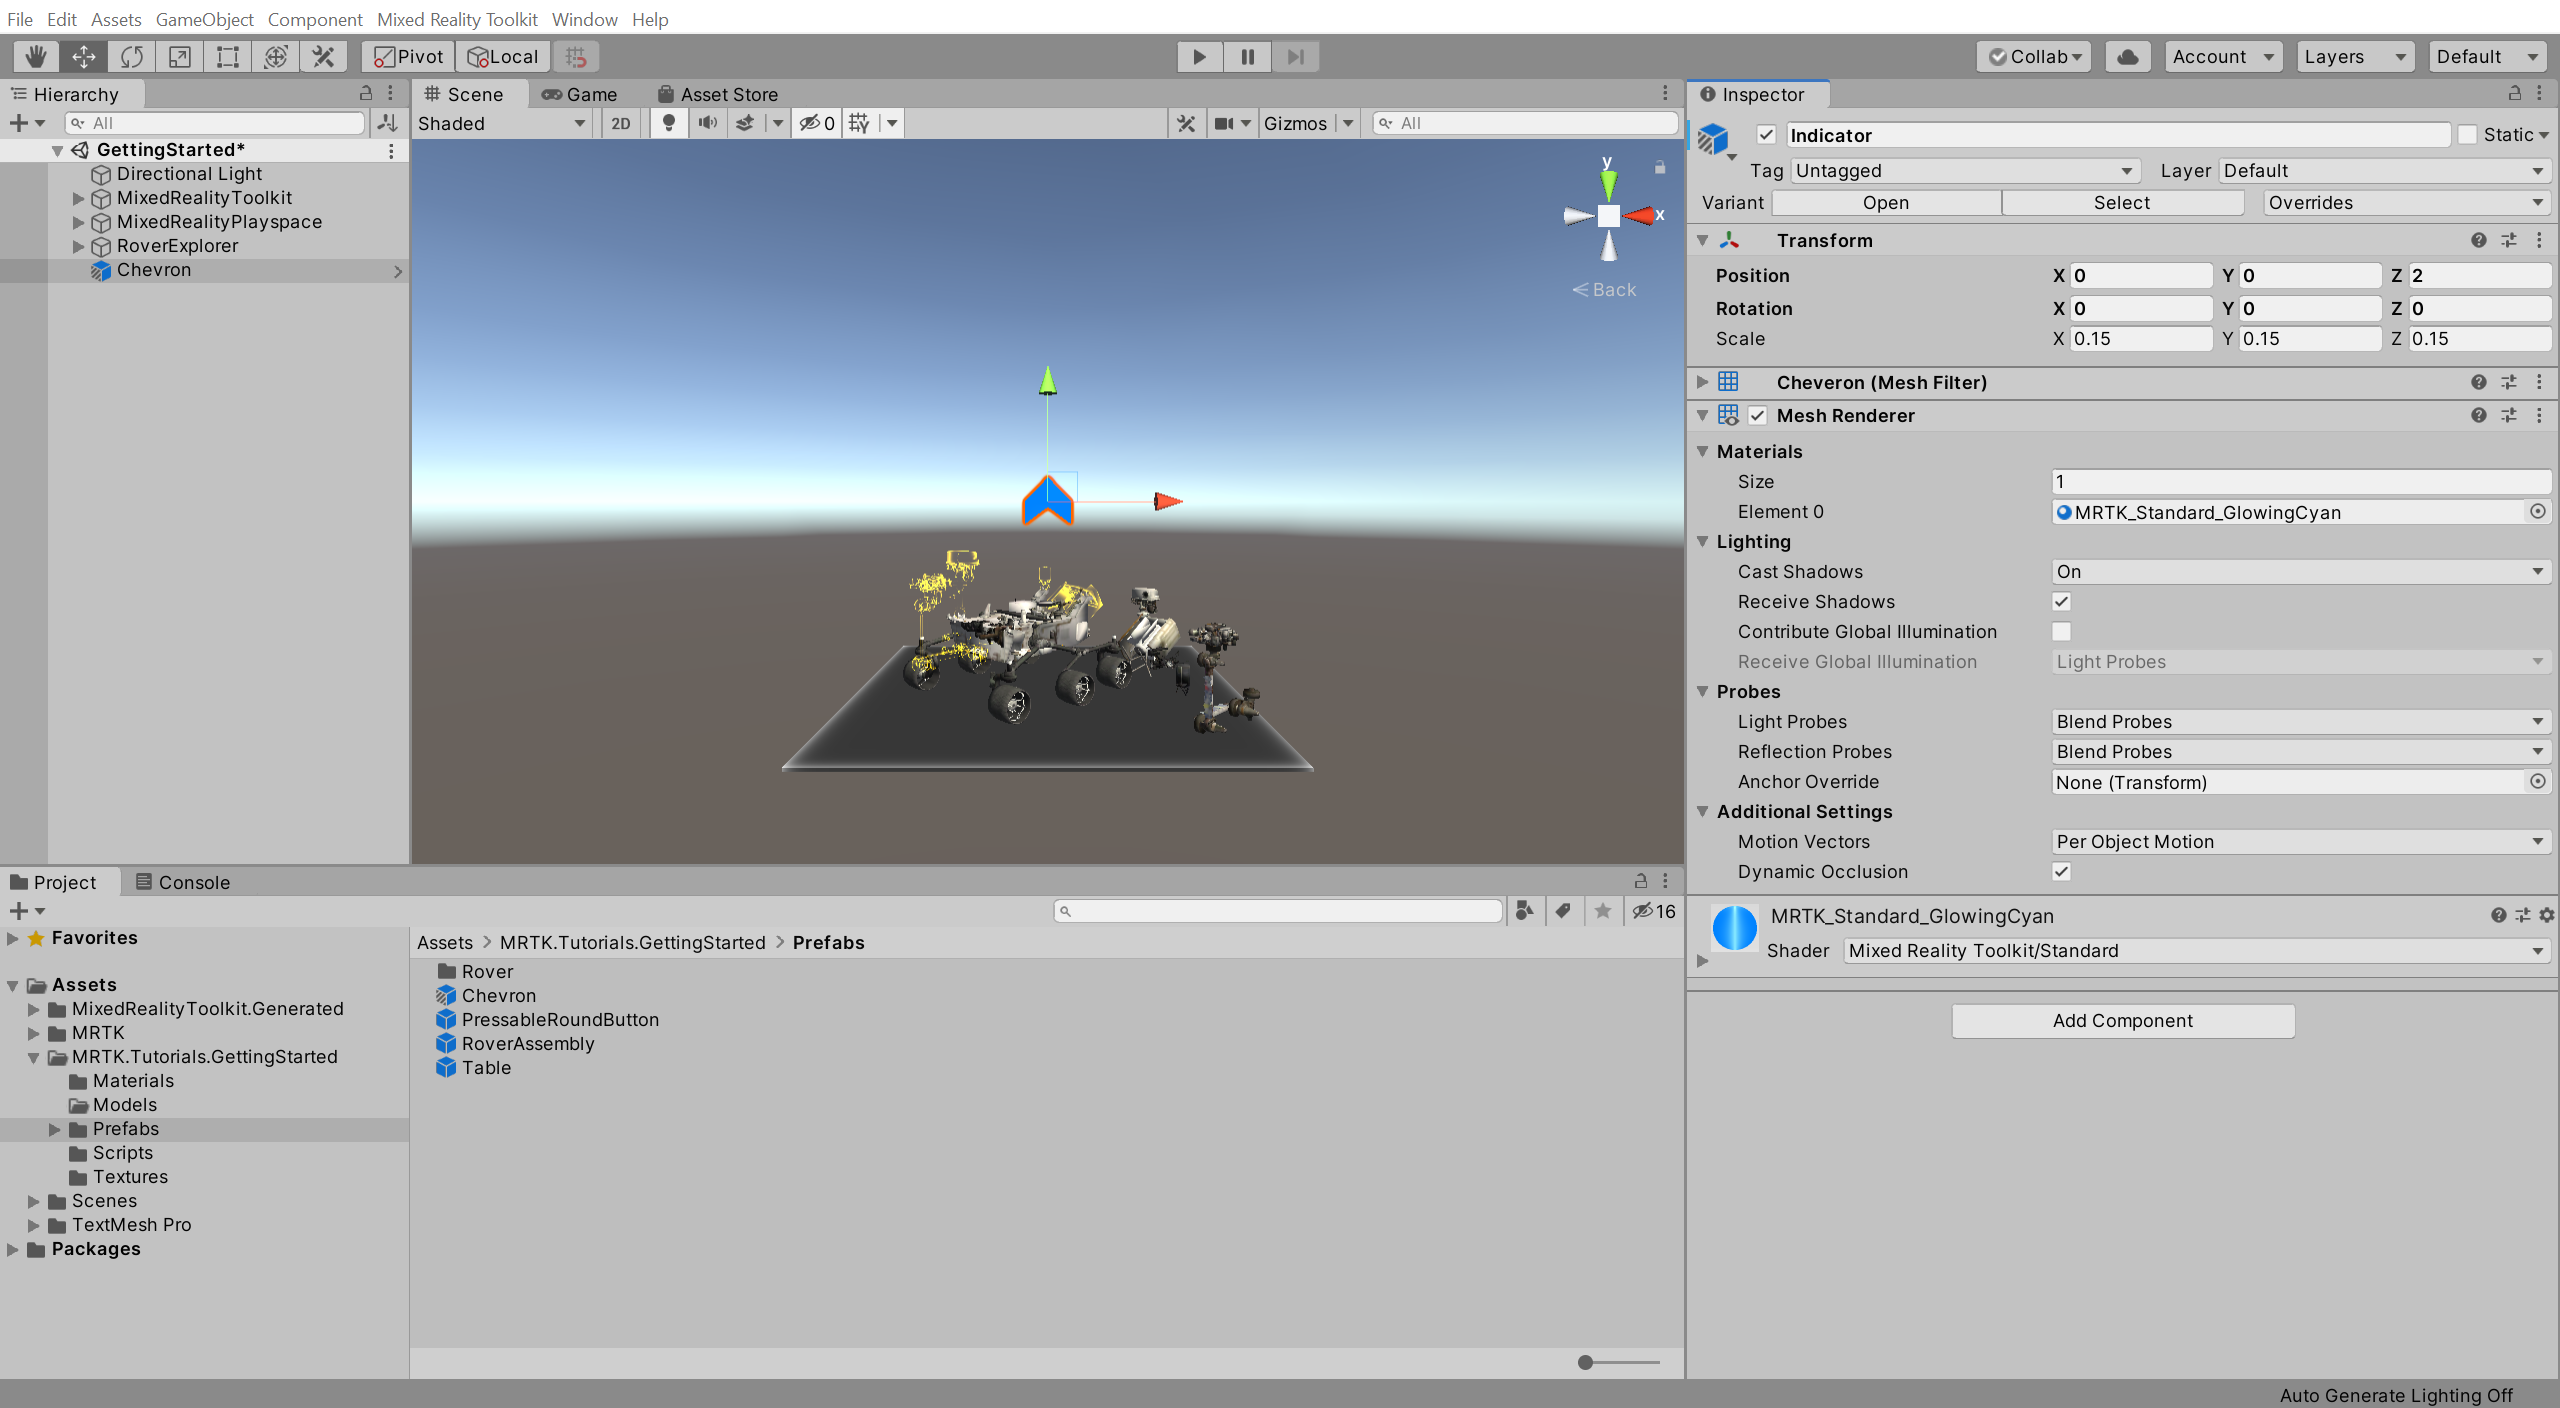 File Edit Assets GameObject Component Mixed Reality Toolkit Window Help
Pivot Local Collab Account Layers Default
Hierarchy
All
GettingStarted*
Directional Light
MixedRealityToolkit
MixedRealityPlayspace
RoverExplorer
Chevron
Scene Game Asset Store
Shaded 2D 0 Gizmos All
y
x
Back
Inspector
Indicator Static
Tag Untagged Layer Default
Variant Open Select Overrides
Transform
Position X 0 Y 0 Z 2
Rotation X 0 Y 0 Z 0
Scale X 0.15 Y 0.15 Z 0.15
Cheveron (Mesh Filter)
Mesh Renderer
Materials
Size 1
Element 0 MRTK_Standard_GlowingCyan
Lighting
Cast Shadows On
Receive Shadows
Contribute Global Illumination
Receive Global Illumination Light Probes
Probes
Light Probes Blend Probes
Reflection Probes Blend Probes
Anchor Override None (Transform)
Additional Settings
Motion Vectors Per Object Motion
Dynamic Occlusion
MRTK_Standard_GlowingCyan
Shader Mixed Reality Toolkit/Standard
Add Component
Project Console
16
Favorites
Assets
MixedRealityToolkit.Generated
MRTK
MRTK.Tutorials.GettingStarted
Materials
Models
Prefabs
Scripts
Textures
Scenes
TextMesh Pro
Packages
Assets > MRTK.Tutorials.GettingStarted > Prefabs
Rover
Chevron
PressableRoundButton
RoverAssembly
Table
Auto Generate Lighting Off